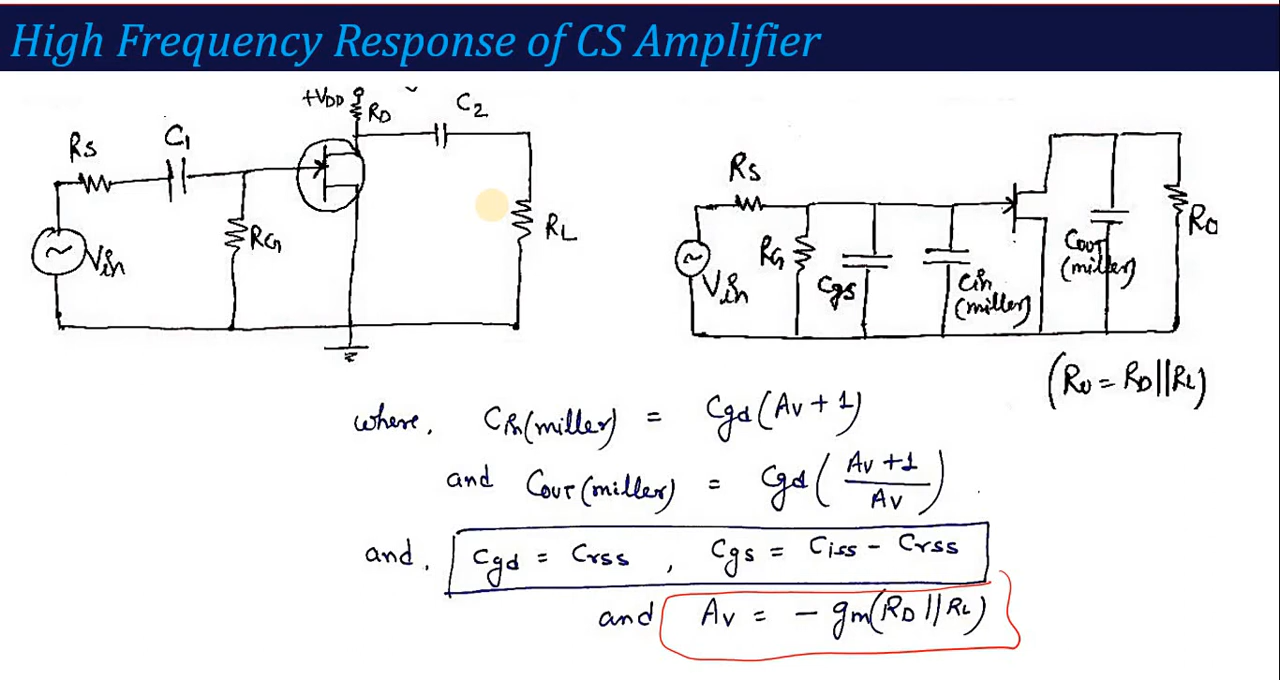 High Frequency Response of CS Amplifier
+VDD
RD
C2
C1
RS
RG
Vin
RL
RS
RG
Cgs
Cin
(miller)
Cout
(miller)
RO
Vin
(RO = RD||RL)
where, Cin(miller) = Cgd(Av + 1)
and Cout(miller) = Cgd(Av +1 / Av)
and, Cgd = Crss , Cgs = Ciss - Crss
and Av = - gm(RD || RL)